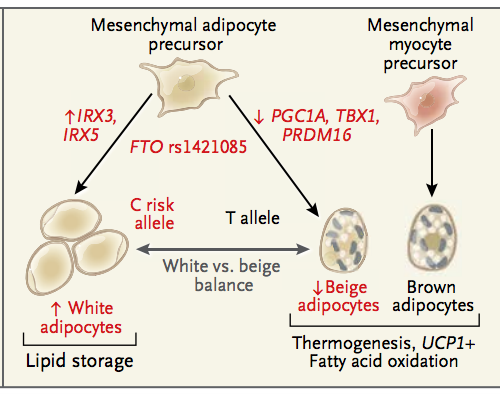 Mesenchymal adipocyte
precursor
Mesenchymal
myocyte
precursor
↑IRX3,
IRX5
FTO rs1421085
↓ PGC1A, TBX1,
PRDM16
C risk
allele
T allele
White vs. beige
balance
↑ White
adipocytes
↓Beige
adipocytes
Brown
adipocytes
Lipid storage
Thermogenesis, UCP1+
Fatty acid oxidation